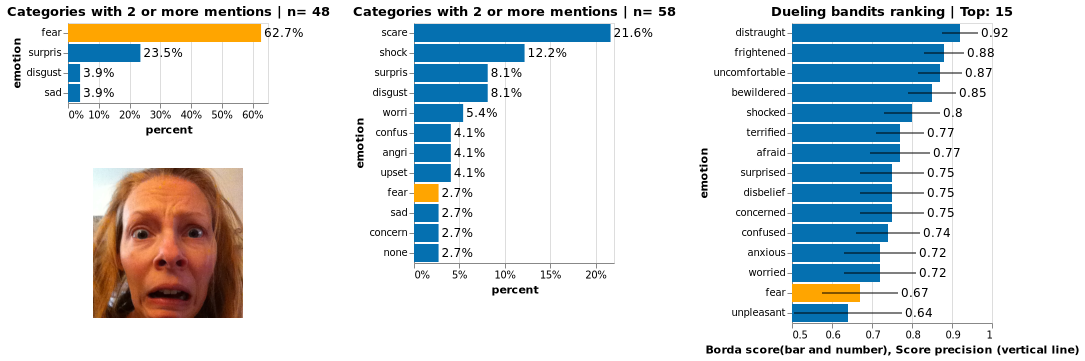 Categories with 2 or more mentions | n= 48
emotion
fear 62.7%
surpris 23.5%
disgust 3.9%
sad 3.9%
0% 10% 20% 30% 40% 50% 60%
percent
Categories with 2 or more mentions | n= 58
emotion
scare 21.6%
shock 12.2%
surpris 8.1%
disgust 8.1%
worri 5.4%
confus 4.1%
angri 4.1%
upset 4.1%
fear 2.7%
sad 2.7%
concern 2.7%
none 2.7%
0% 5% 10% 15% 20%
percent
Dueling bandits ranking | Top: 15
emotion
distraught 0.92
frightened 0.88
uncomfortable 0.87
bewildered 0.85
shocked 0.8
terrified 0.77
afraid 0.77
surprised 0.75
disbelief 0.75
concerned 0.75
confused 0.74
anxious 0.72
worried 0.72
fear 0.67
unpleasant 0.64
0.5 0.6 0.7 0.8 0.9 1
Borda score(bar and number), Score precision (vertical line)